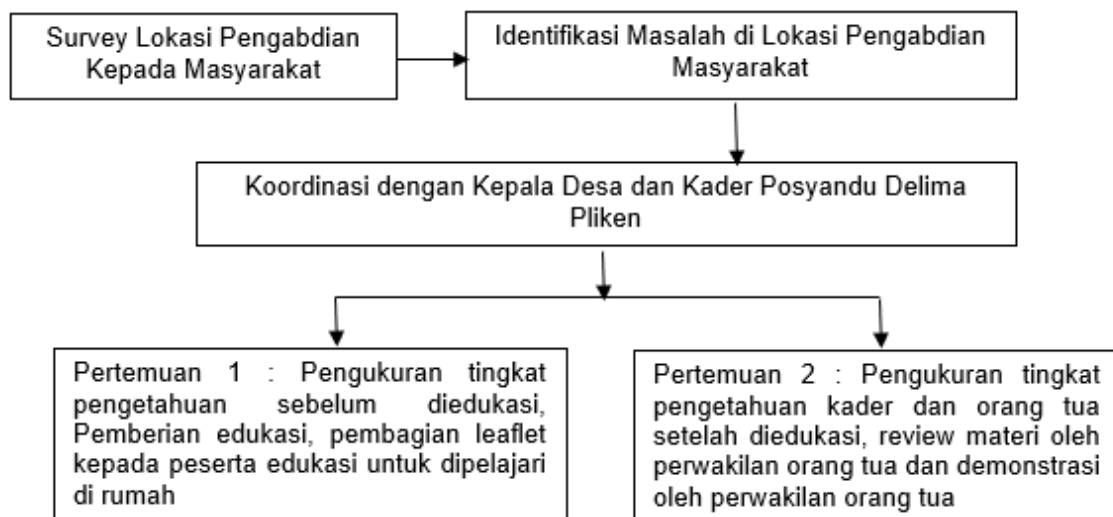 Survey Lokasi Pengabdian
Kepada Masyarakat
Identifikasi Masalah di Lokasi Pengabdian
Masyarakat
Koordinasi dengan Kepala Desa dan Kader Posyandu Delima
Pliken
Pertemuan 1 : Pengukuran tingkat
pengetahuan sebelum diedukasi,
Pemberian edukasi, pembagian leaflet
kepada peserta edukasi untuk dipelajari
di rumah
Pertemuan 2 : Pengukuran tingkat
pengetahuan kader dan orang tua
setelah diedukasi, review materi oleh
perwakilan orang tua dan demonstrasi
oleh perwakilan orang tua